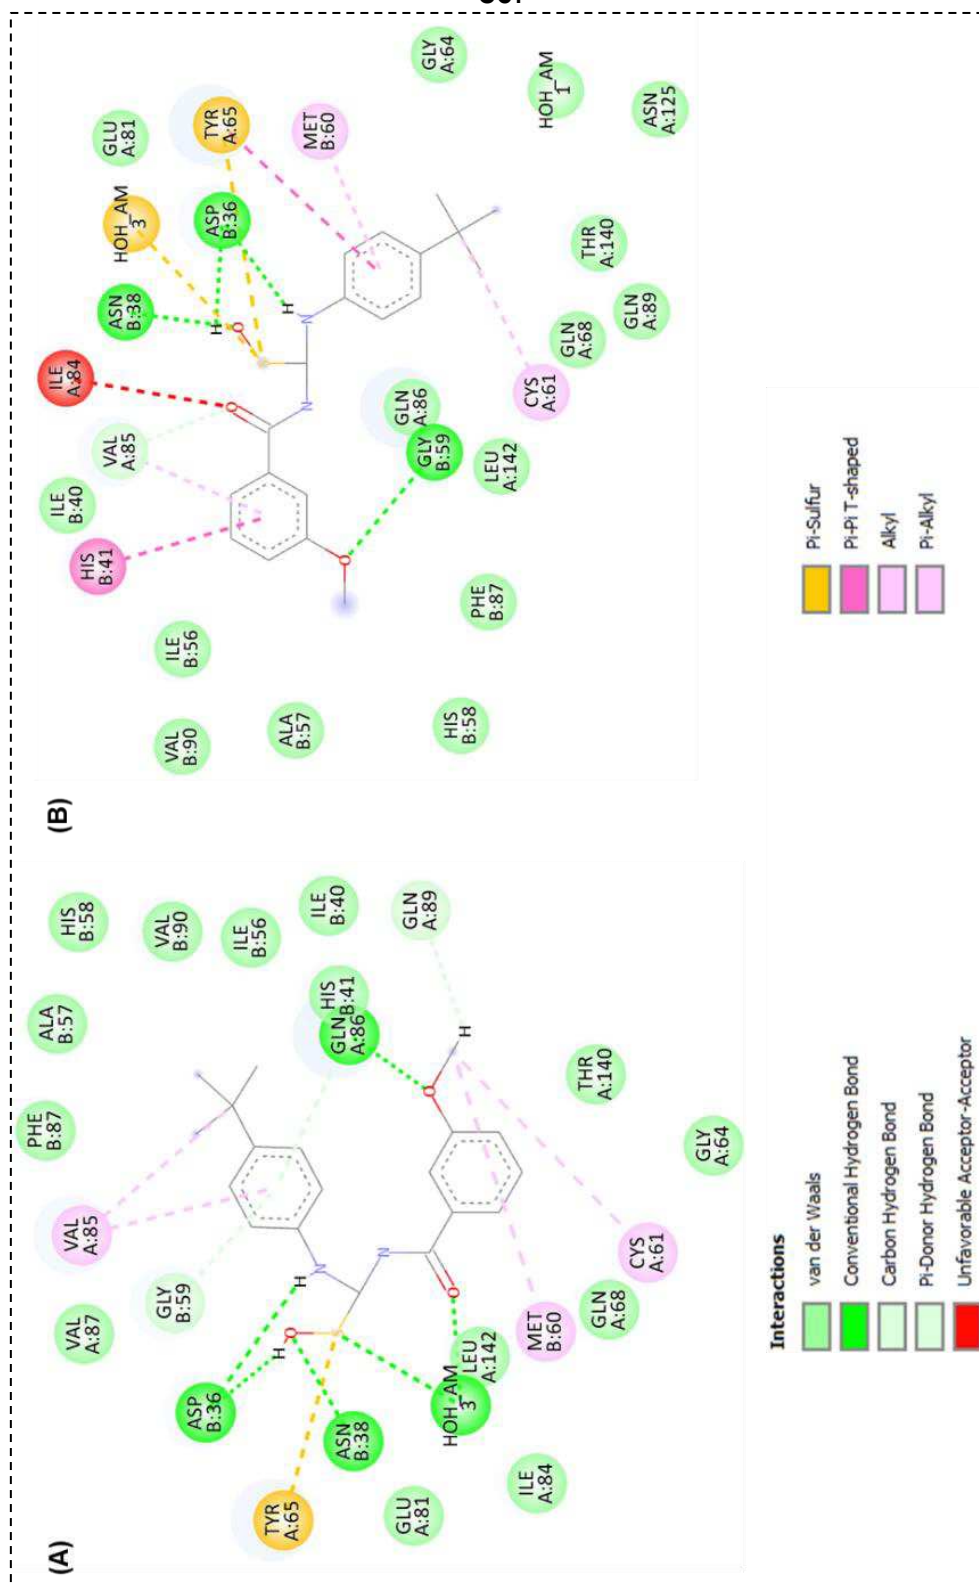 (A)
PHE
B:87
ALA
B:57
HIS
B:58
VAL
A:85
VAL
A:87
VAL
B:90
GLY
B:59
ASP
B:36
ILE
B:56
TYR
A:65
H
O
H
N
ILE
B:40
HIS
B:41
GLN
A:86
ASN
B:38
N
O
O
H
GLU
A:81
GLN
A:89
HOH_AM
3
LEU
A:142
ILE
A:84
MET
B:60
THR
A:140
GLN
A:68
CYS
A:61
GLY
A:64
(B)
ILE
A:84
ILE
B:40
HIS
B:41
VAL
A:85
ASN
B:38
HOH_AM
3
GLU
A:81
VAL
B:90
ILE
B:56
ASP
B:36
TYR
A:65
H
O
H
N
O
N
ALA
B:57
MET
B:60
O
GLN
A:86
GLY
B:59
GLY
A:64
HIS
B:58
PHE
B:87
LEU
A:142
CYS
A:61
GLN
A:68
THR
A:140
HOH_AM
1
GLN
A:89
ASN
A:125
Interactions
van der Waals
Conventional Hydrogen Bond
Carbon Hydrogen Bond
Pi-Donor Hydrogen Bond
Unfavorable Acceptor-Acceptor
Pi-Sulfur
Pi-Pi T-shaped
Alkyl
Pi-Alkyl